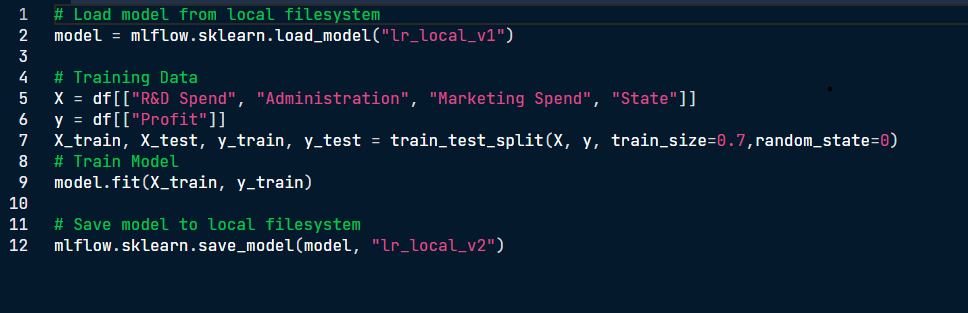 1 # Load model from local filesystem
2 model = mlflow.sklearn.load_model("lr_local_v1")
3
4 # Training Data
5 X = df[["R&D Spend", "Administration", "Marketing Spend", "State"]]
6 y = df[["Profit"]]
7 X_train, X_test, y_train, y_test = train_test_split(X, y, train_size=0.7,random_state=0)
8 # Train Model
9 model.fit(X_train, y_train)
10
11 # Save model to local filesystem
12 mlflow.sklearn.save_model(model, "lr_local_v2")